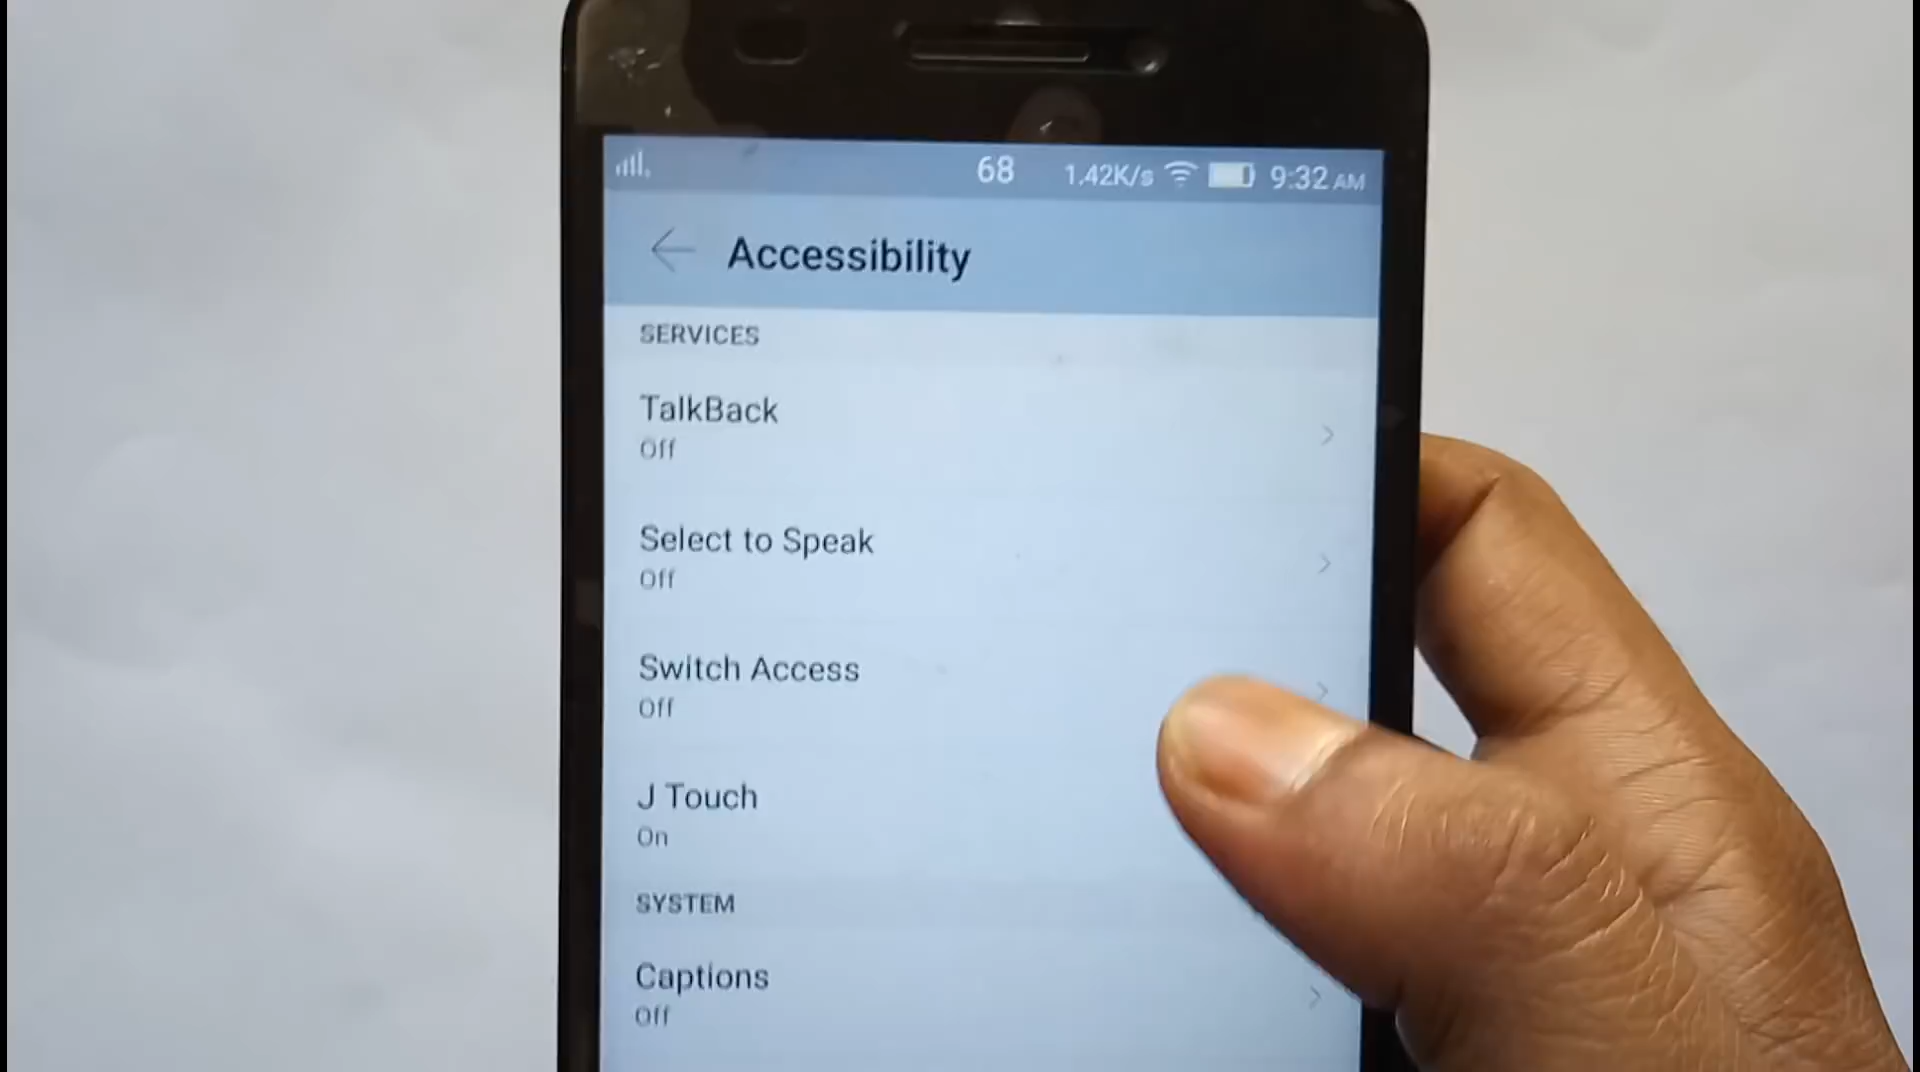 68 1.42K/s 9:32 AM
Accessibility
SERVICES
TalkBack
Off
Select to Speak
Off
Switch Access
Off
J Touch
On
SYSTEM
Captions
Off